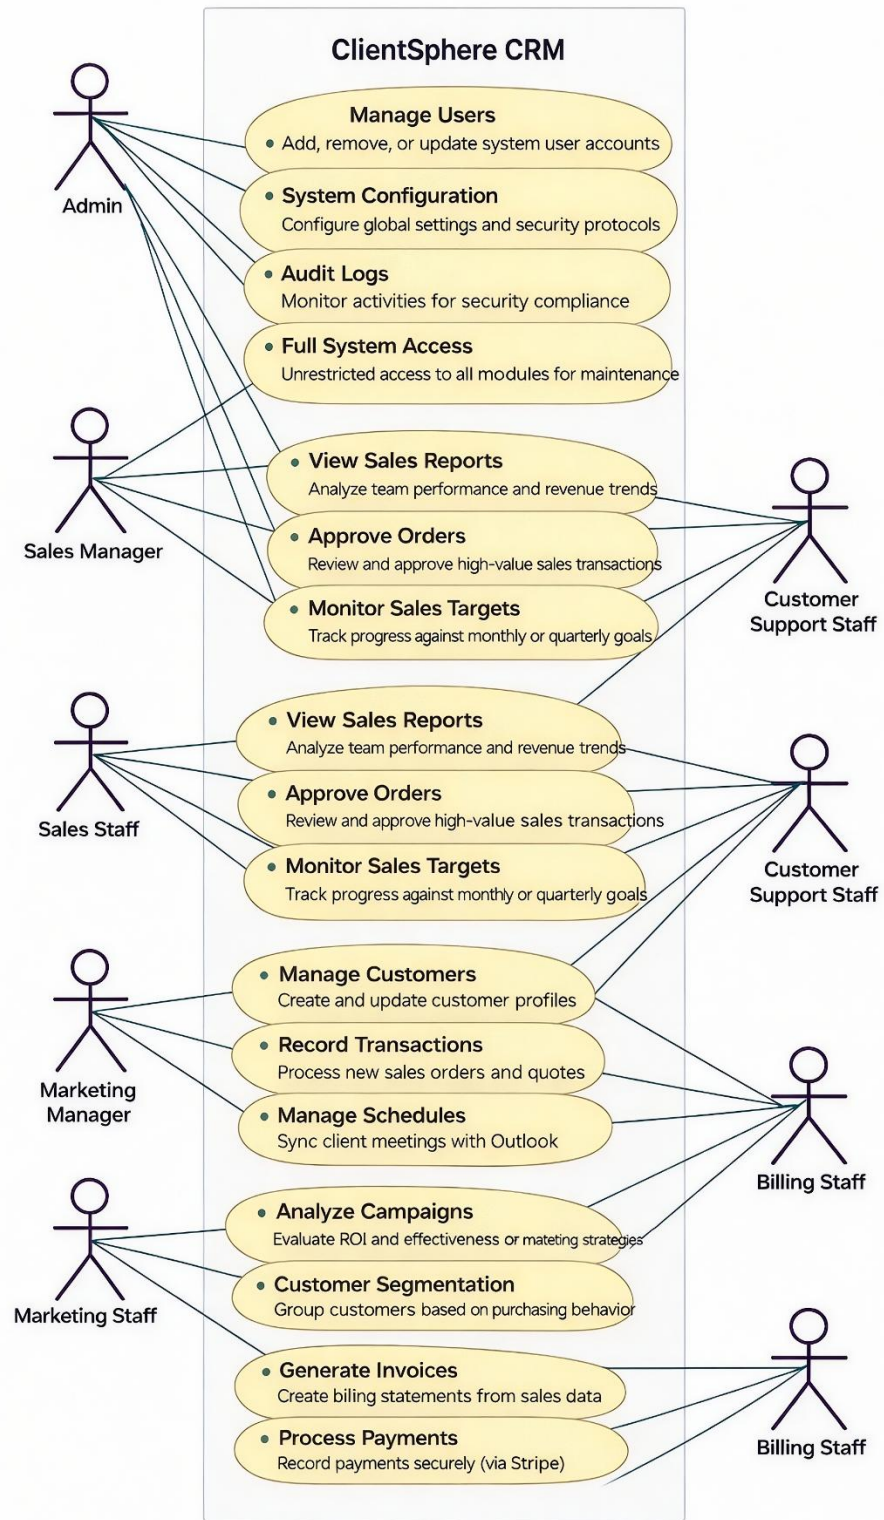 ClientSphere CRM
Manage Users
• Add, remove, or update system user accounts
Admin
• System Configuration
Configure global settings and security protocols
• Audit Logs
Monitor activities for security compliance
• Full System Access
Unrestricted access to all modules for maintenance
Sales Manager
• View Sales Reports
Analyze team performance and revenue trends
• Approve Orders
Review and approve high-value sales transactions
• Monitor Sales Targets
Track progress against monthly or quarterly goals
Customer
Support Staff
Sales Staff
• View Sales Reports
Analyze team performance and revenue trends
• Approve Orders
Review and approve high-value sales transactions
• Monitor Sales Targets
Track progress against monthly or quarterly goals
Customer
Support Staff
Marketing
Manager
• Manage Customers
Create and update customer profiles
• Record Transactions
Process new sales orders and quotes
• Manage Schedules
Sync client meetings with Outlook
Billing Staff
Marketing Staff
• Analyze Campaigns
Evaluate ROI and effectiveness or mateting strategies
• Customer Segmentation
Group customers based on purchasing behavior
• Generate Invoices
Create biling statements from sales data
• Process Payments
Record payments securely (via Stripe)
Billing Staff